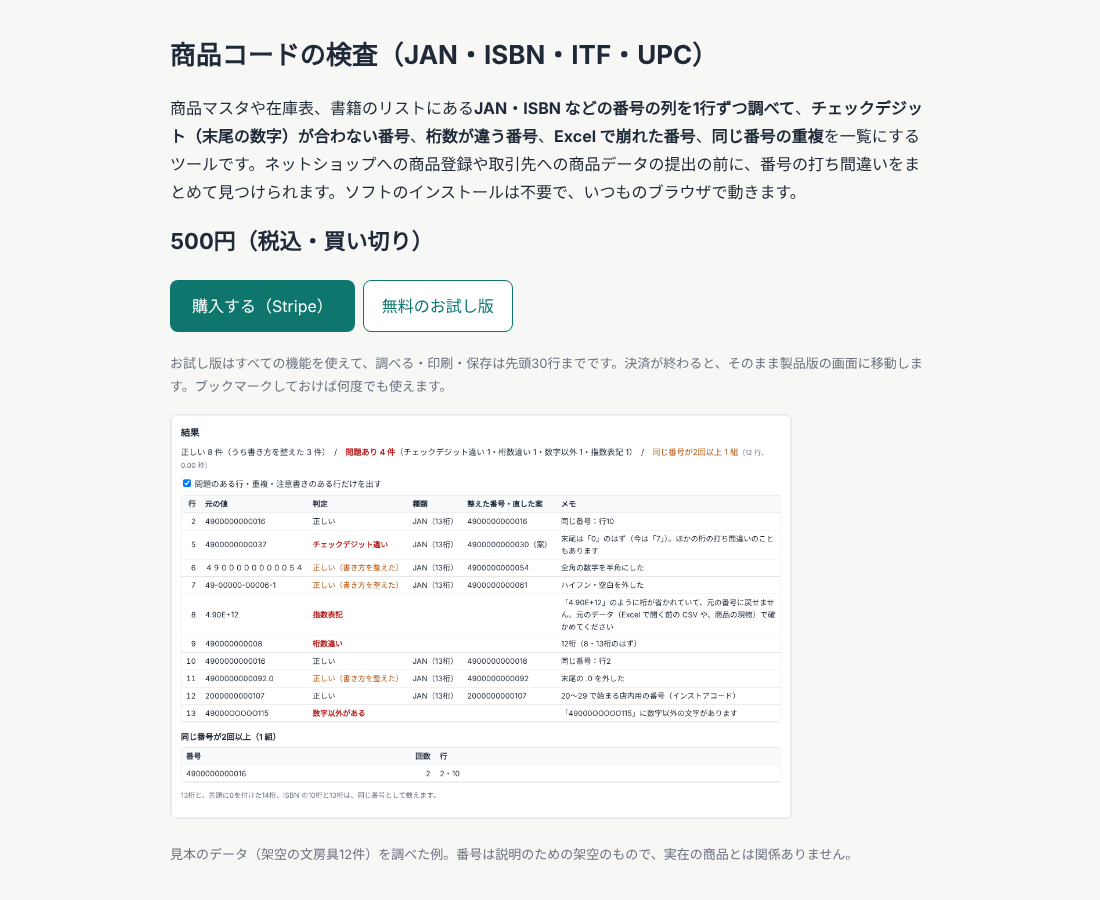 商品コードの検査（JAN・ISBN・ITF・UPC）
商品マスタや在庫表、書籍のリストにあるJAN・ISBN などの番号の列を1行ずつ調べて、チェックデジッ
ト（末尾の数字）が合わない番号、桁数が違う番号、Excel で崩れた番号、同じ番号の重複を一覧にする
ツールです。ネットショップへの商品登録や取引先への商品データの提出の前に、番号の打ち間違いをま
とめて見つけられます。ソフトのインストールは不要で、いつものブラウザで動きます。
500円（税込・買い切り）
購入する（Stripe） 無料のお試し版
お試し版はすべての機能を使えて、調べる・印刷・保存は先頭30行までです。決済が終わると、そのまま製品版の画面に移動しま
す。ブックマークしておけば何度でも使えます。
結果
正しい 8 件（うち書き方を整えた 3 件） / 問題あり 4 件（チェックデジット違い 1・桁数違い 1・数字以外 1・指数表記 1） / 同じ番号が2回以上 1 組（12 行、
0.00 秒）
問題のある行・重複・注意書きのある行だけを出す
行 元の値 判定 種類 整えた番号・直した案 メモ
2 4900000000016 正しい JAN（13桁） 4900000000016 同じ番号：行10
5 4900000000037 チェックデジット違い JAN（13桁） 4900000000030（案） 末尾は「0」のはず（今は「7」）。ほかの桁の打ち間違いのこと
もあります
6 ４９０００００００００５４ 正しい（書き方を整えた） JAN（13桁） 4900000000054 全角の数字を半角にした
7 49-00000-00006-1 正しい（書き方を整えた） JAN（13桁） 4900000000061 ハイフン・空白を外した
8 4.90E+12 指数表記 「4.90E+12」のように桁が省かれていて、元の番号に戻せませ
ん。元のデータ（Excel で開く前の CSV や、商品の現物）で確
かめてください
9 490000000008 桁数違い 12桁（8・13桁のはず）
10 4900000000016 正しい JAN（13桁） 4900000000016 同じ番号：行2
11 4900000000092.0 正しい（書き方を整えた） JAN（13桁） 4900000000092 末尾の .0 を外した
12 2000000000107 正しい JAN（13桁） 2000000000107 20〜29 で始まる店内用の番号（インストアコード）
13 49000OOOOO115 数字以外がある 「49000OOOOO115」に数字以外の文字があります
同じ番号が2回以上（1 組）
番号 回数 行
4900000000016 2 2・10
13桁と、先頭に0を付けた14桁、ISBN の10桁と13桁は、同じ番号として数えます。
見本のデータ（架空の文房具12件）を調べた例。番号は説明のための架空のもので、実在の商品とは関係ありません。